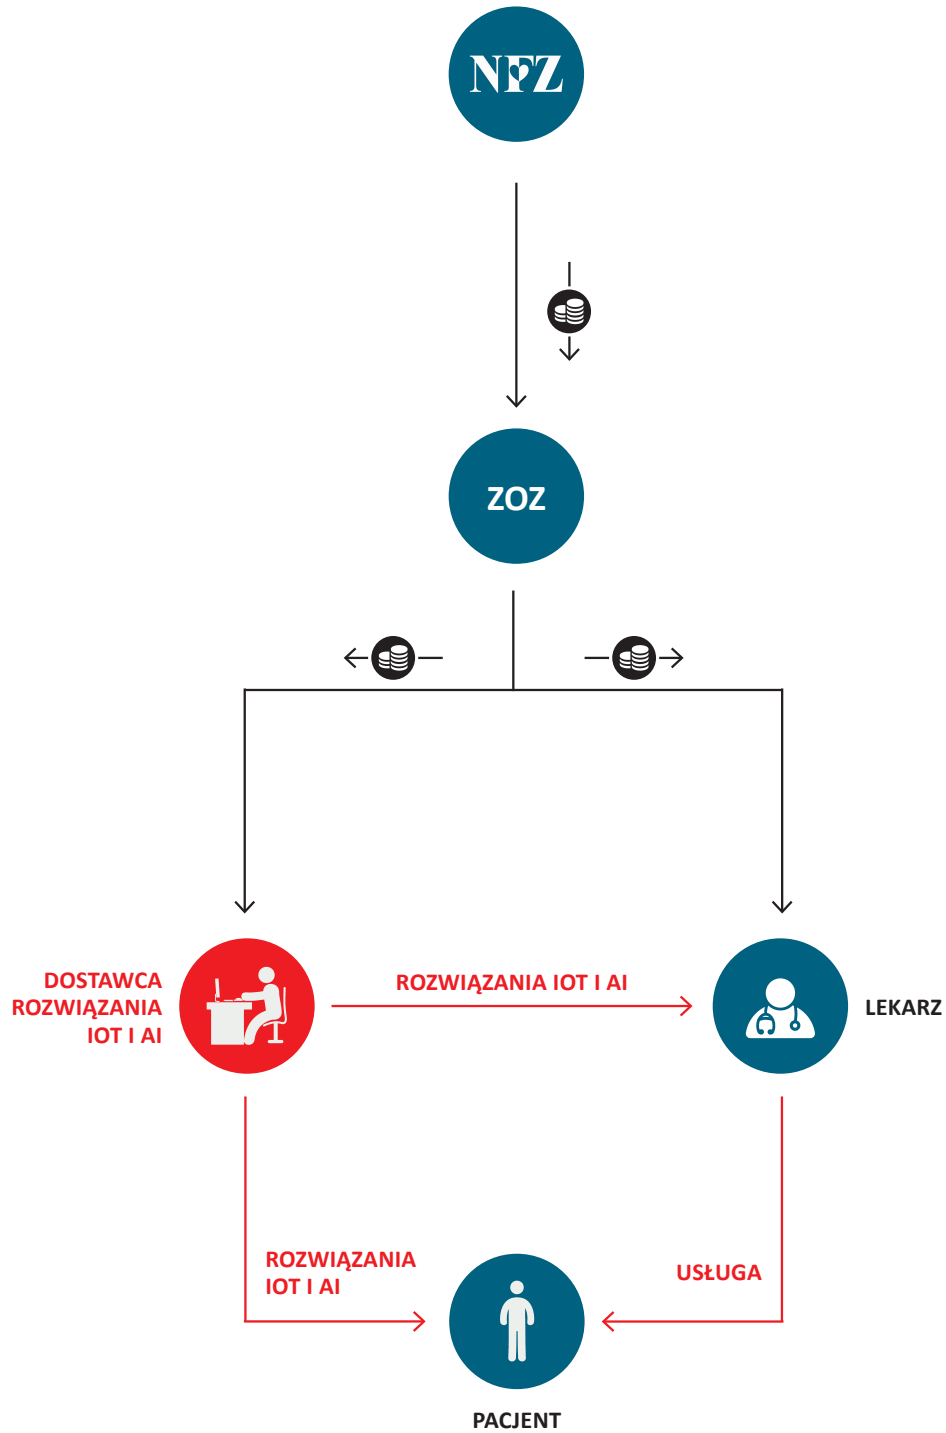 NFZ
ZOZ
DOSTAWCA
ROZWIĄZANIA
IOT I AI
ROZWIĄZANIA IOT I AI
LEKARZ
ROZWIĄZANIA
IOT I AI
USŁUGA
PACJENT